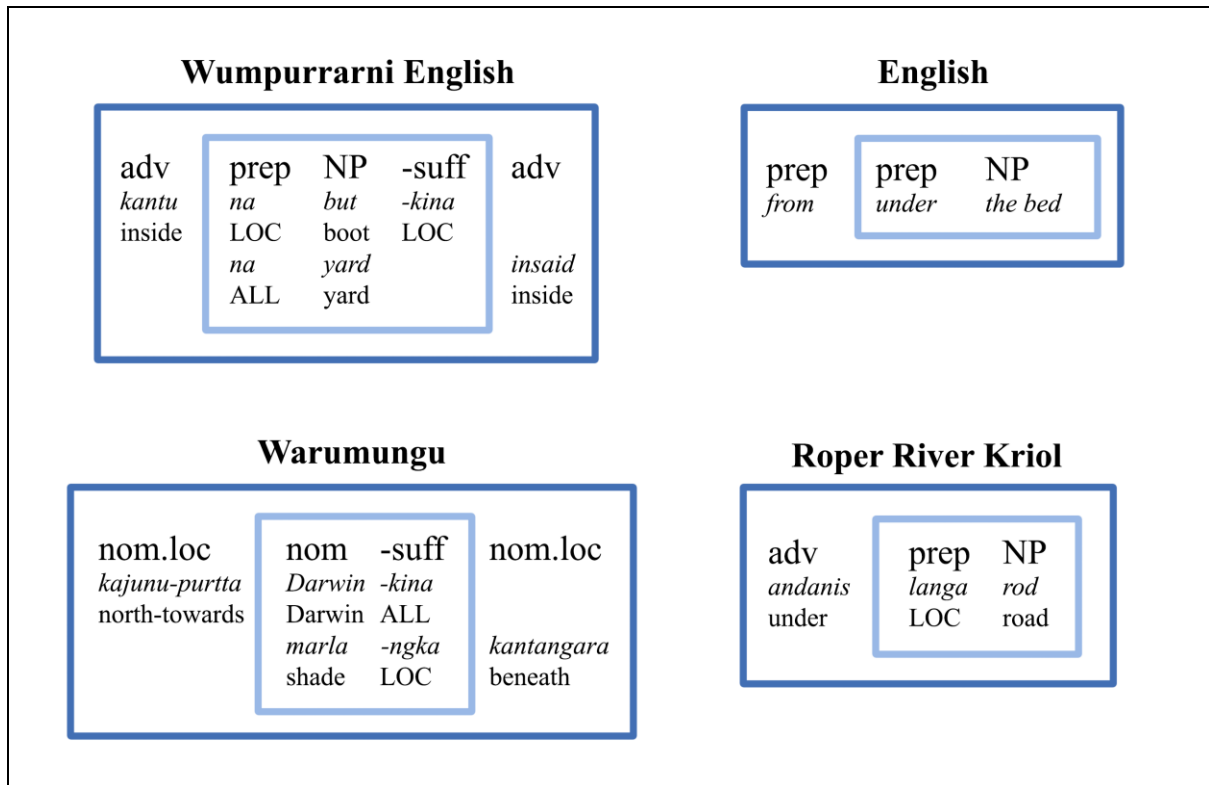 Wumpurrarni English
adv prep NP -suff adv
kantu na but -kina
inside LOC boot LOC
na yard insaid
ALL yard inside
English
prep prep NP
from under the bed
Warumungu
nom.loc nom -suff nom.loc
kajunu-purtta Darwin -kina
north-towards Darwin ALL
marla -ngka kantangara
shade LOC beneath
Roper River Kriol
adv prep NP
andanis langa rod
under LOC road